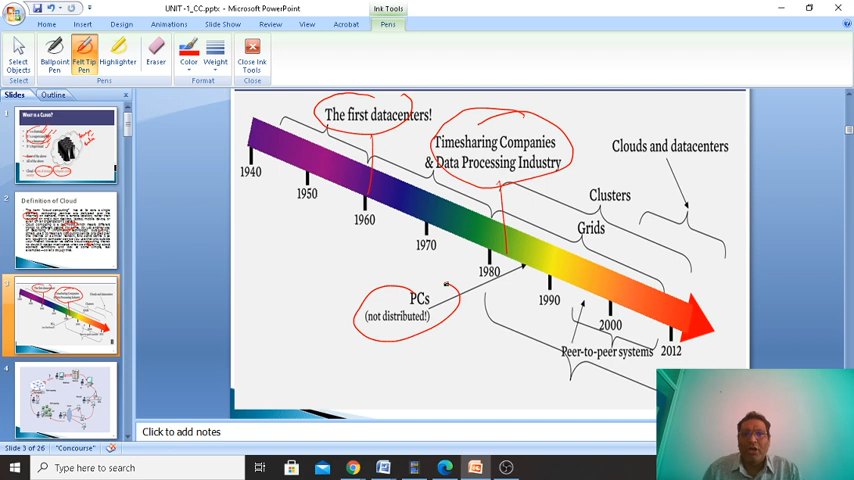 UNIT -1_CC.pptx - Microsoft PowerPoint
Ink Tools
Home
Insert
Design
Animations
Slide Show
Review
View
Acrobat
Pens
Select
Objects
Ballpoint
Pen
Felt Tip
Pen
Highlighter
Eraser
Color
Weight
Close Ink
Tools
Select
Pens
Format
Close
Slides
Outline
1
WHAT IS A CLOUD?
2
Definition of Cloud
3
4
The first datacenters!
Timesharing Companies
& Data Processing Industry
Clouds and datacenters
Clusters
Grids
1940
1950
1960
1970
1980
1990
2000
2012
PCs
(not distributed!)
Peer-to-peer systems
Click to add notes
Slide 3 of 26
"Concourse"
Type here to search